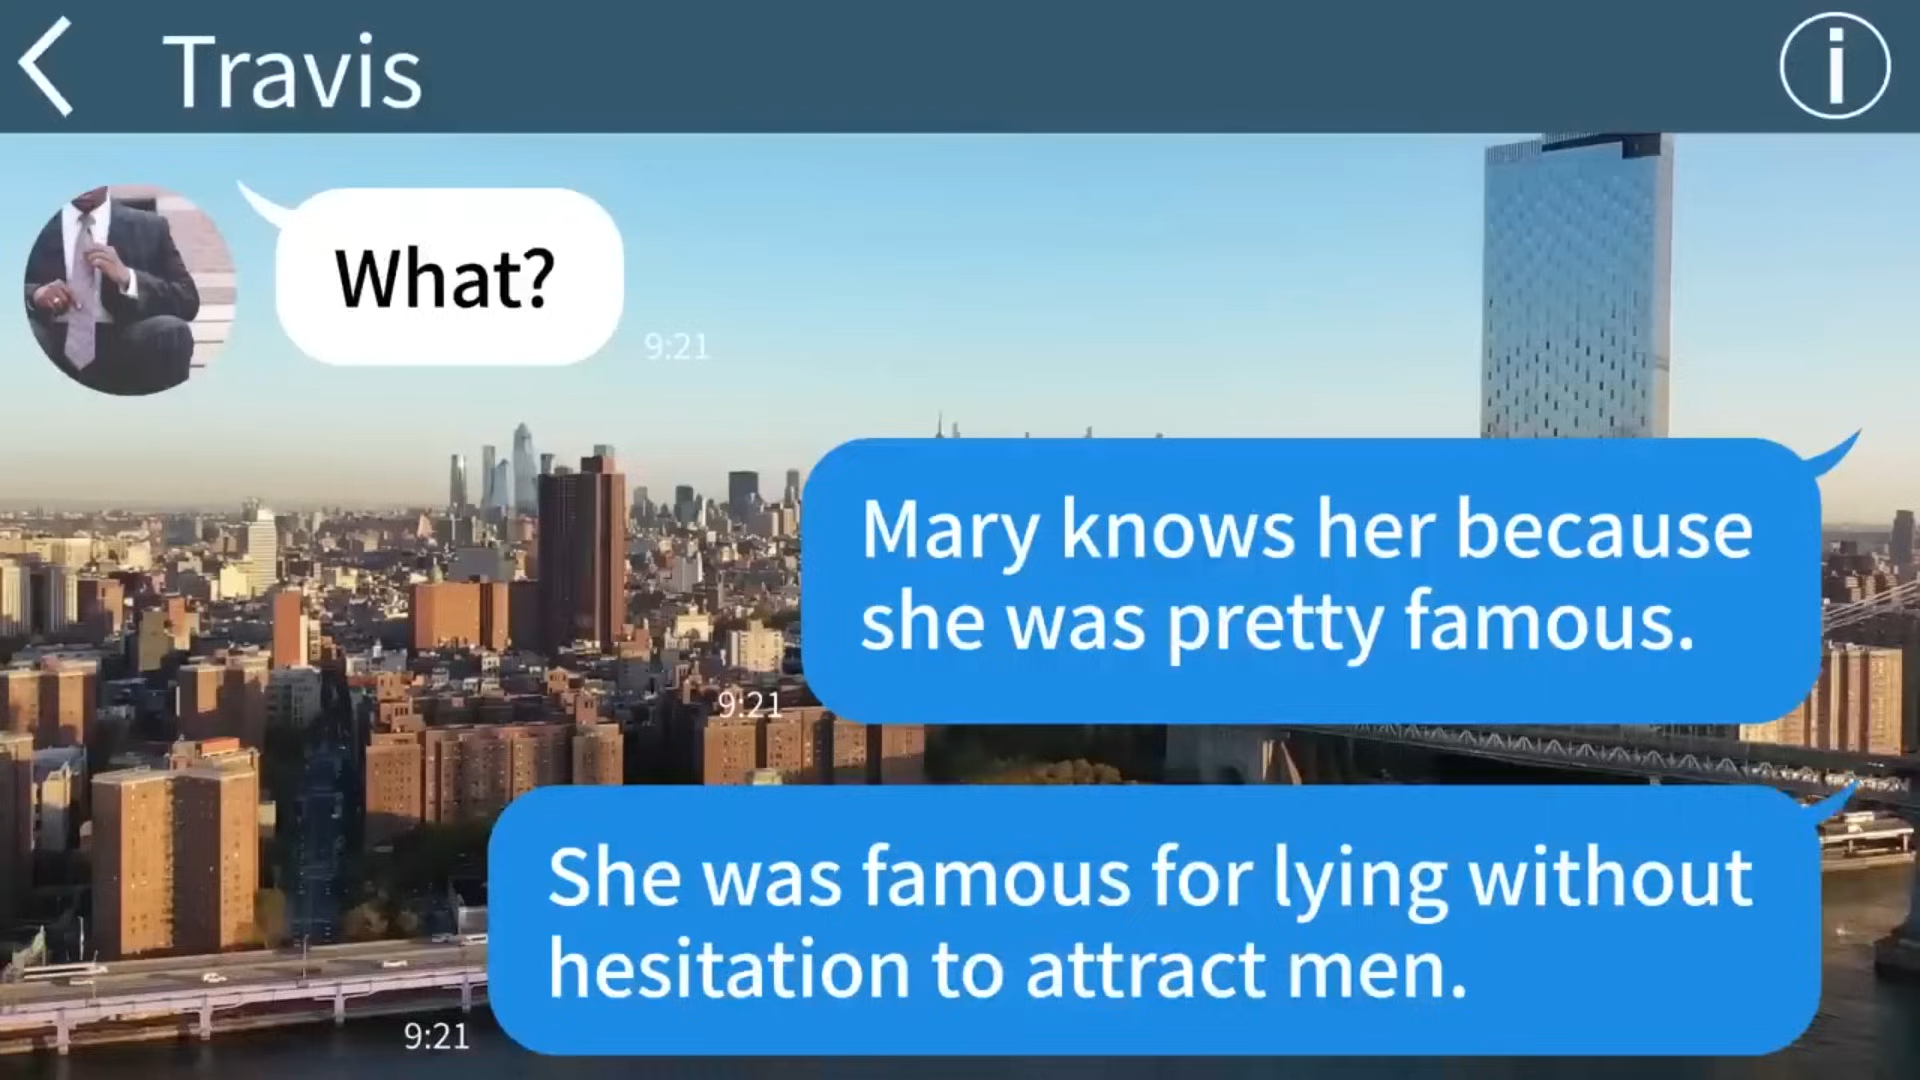 Travis
What?
9:21
Mary knows her because
she was pretty famous.
9:21
She was famous for lying without
hesitation to attract men.
9:21